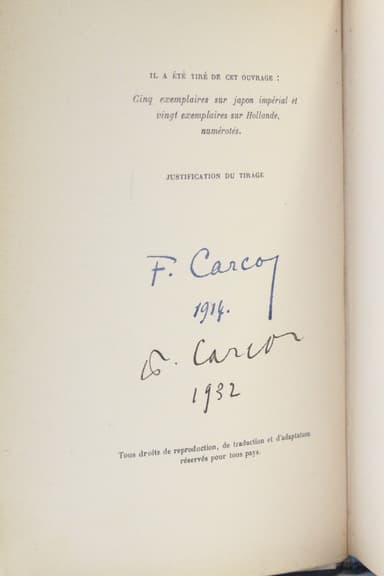 IL A ÉTÉ TIRÉ DE CET OUVRAGE :
Cinq exemplaires sur japon impérial et
vingt exemplaires sur Hollande,
numérotés.
JUSTIFICATION DU TIRAGE
F. Carco
1914.
F. Carco
1932
Tous droits de reproduction, de traduction et d'adaptation
réservés pour tous pays.